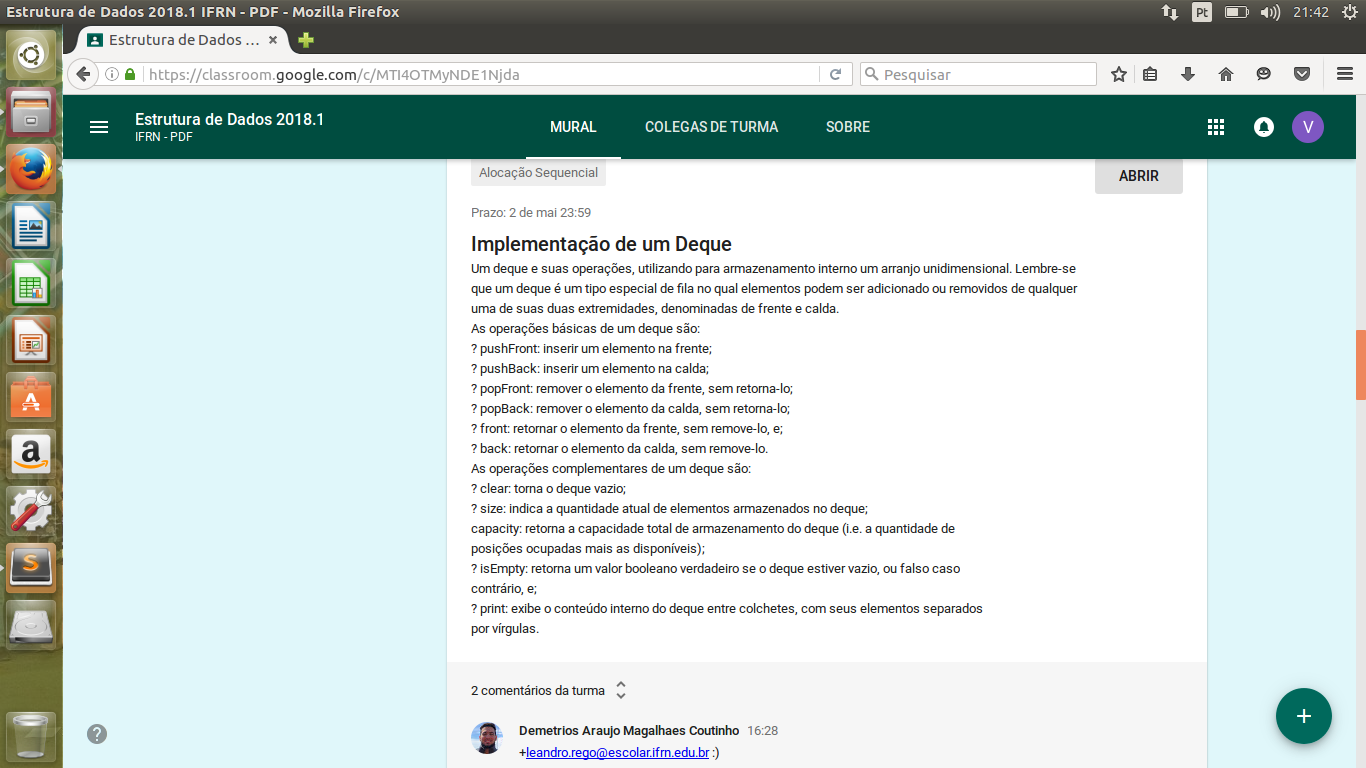 Estrutura de Dados 2018.1 IFRN - PDF - Mozilla Firefox
Pt
21:42
Estrutura de Dados ...
https://classroom.google.com/c/MTI4OTMyNDE1Njda
Pesquisar
Estrutura de Dados 2018.1
IFRN - PDF
MURAL
COLEGAS DE TURMA
SOBRE
V
Alocação Sequencial
ABRIR
Prazo: 2 de mai 23:59
Implementação de um Deque
Um deque e suas operações, utilizando para armazenamento interno um arranjo unidimensional. Lembre-se
que um deque é um tipo especial de fila no qual elementos podem ser adicionado ou removidos de qualquer
uma de suas duas extremidades, denominadas de frente e calda.
As operações básicas de um deque são:
? pushFront: inserir um elemento na frente;
? pushBack: inserir um elemento na calda;
? popFront: remover o elemento da frente, sem retorna-lo;
? popBack: remover o elemento da calda, sem retorna-lo;
? front: retornar o elemento da frente, sem remove-lo, e;
? back: retornar o elemento da calda, sem remove-lo.
As operações complementares de um deque são:
? clear: torna o deque vazio;
? size: indica a quantidade atual de elementos armazenados no deque;
capacity: retorna a capacidade total de armazenamento do deque (i.e. a quantidade de
posições ocupadas mais as disponíveis);
? isEmpty: retorna um valor booleano verdadeiro se o deque estiver vazio, ou falso caso
contrário, e;
? print: exibe o conteúdo interno do deque entre colchetes, com seus elementos separados
por vírgulas.
2 comentários da turma
Demetrios Araujo Magalhaes Coutinho 16:28
+leandro.rego@escolar.ifrn.edu.br :)